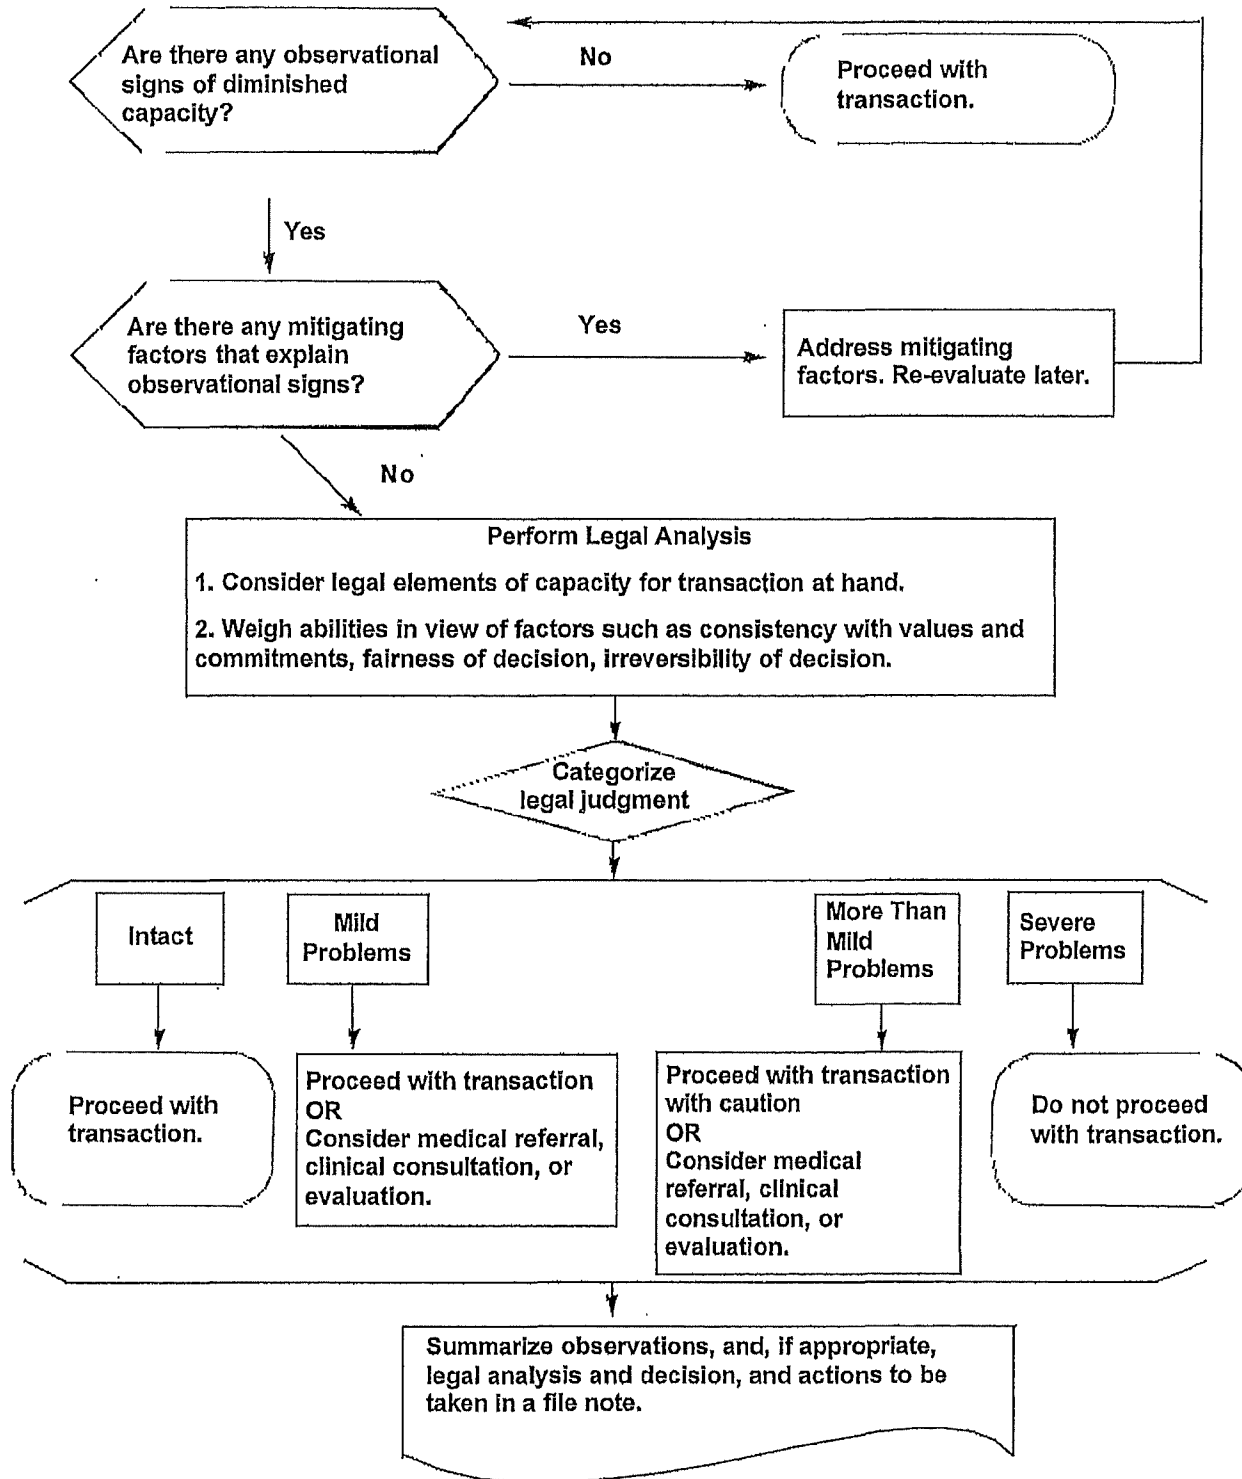 Are there any observational
signs of diminished
capacity?
No
Proceed with
transaction.
Yes
Are there any mitigating
factors that explain
observational signs?
Yes
Address mitigating
factors. Re-evaluate later.
No
Perform Legal Analysis
1. Consider legal elements of capacity for transaction at hand.
2. Weigh abilities in view of factors such as consistency with values and
commitments, fairness of decision, irreversibility of decision.
Categorize
legal judgment
Intact
Mild
Problems
More Than
Mild
Problems
Severe
Problems
Proceed with
transaction.
Proceed with transaction
OR
Consider medical referral,
clinical consultation, or
evaluation.
Proceed with transaction
with caution
OR
Consider medical
referral, clinical
consultation, or
evaluation.
Do not proceed
with transaction.
Summarize observations, and, if appropriate,
legal analysis and decision, and actions to be
taken in a file note.